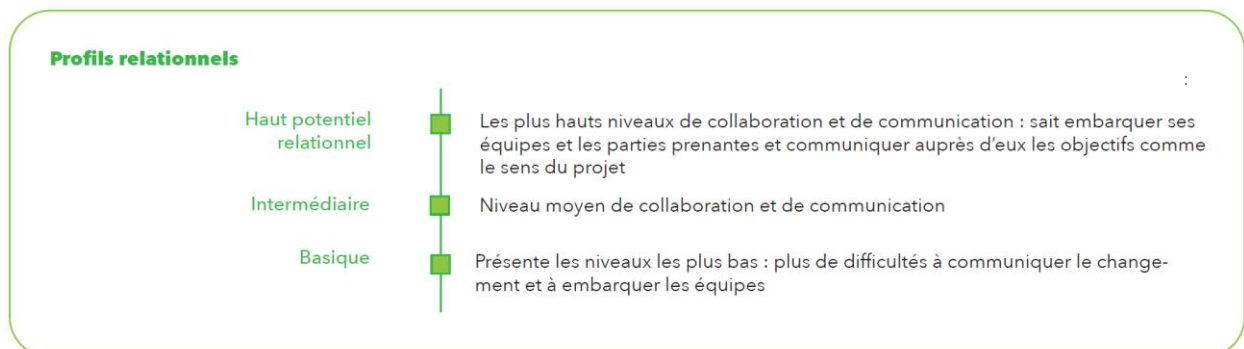 Profils relationnels
:
Haut potentiel
relationnel
Les plus hauts niveaux de collaboration et de communication : sait embarquer ses
équipes et les parties prenantes et communiquer auprès d’eux les objectifs comme
le sens du projet
Intermédiaire
Niveau moyen de collaboration et de communication
Basique
Présente les niveaux les plus bas : plus de difficultés à communiquer le change-
ment et à embarquer les équipes